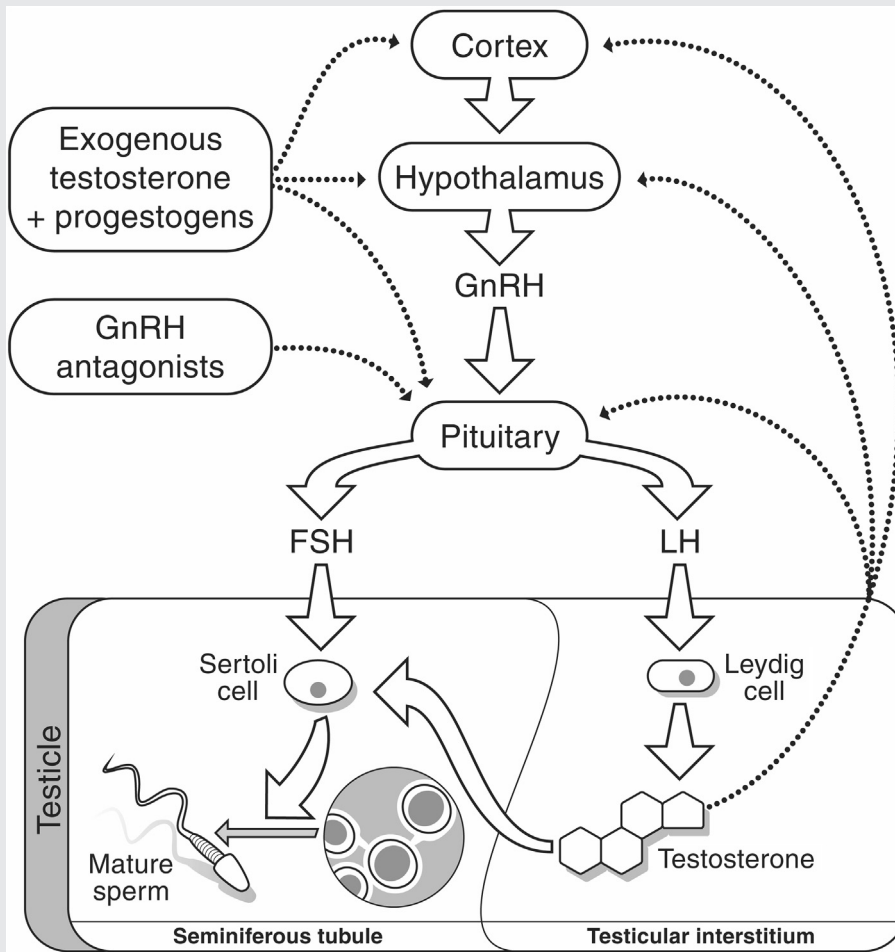 Cortex
Exogenous
testosterone
+ progestogens
Hypothalamus
GnRH
GnRH
antagonists
Pituitary
FSH
LH
Sertoli
cell
Leydig
cell
Testicle
Mature
sperm
Testosterone
Seminiferous tubule
Testicular interstitium